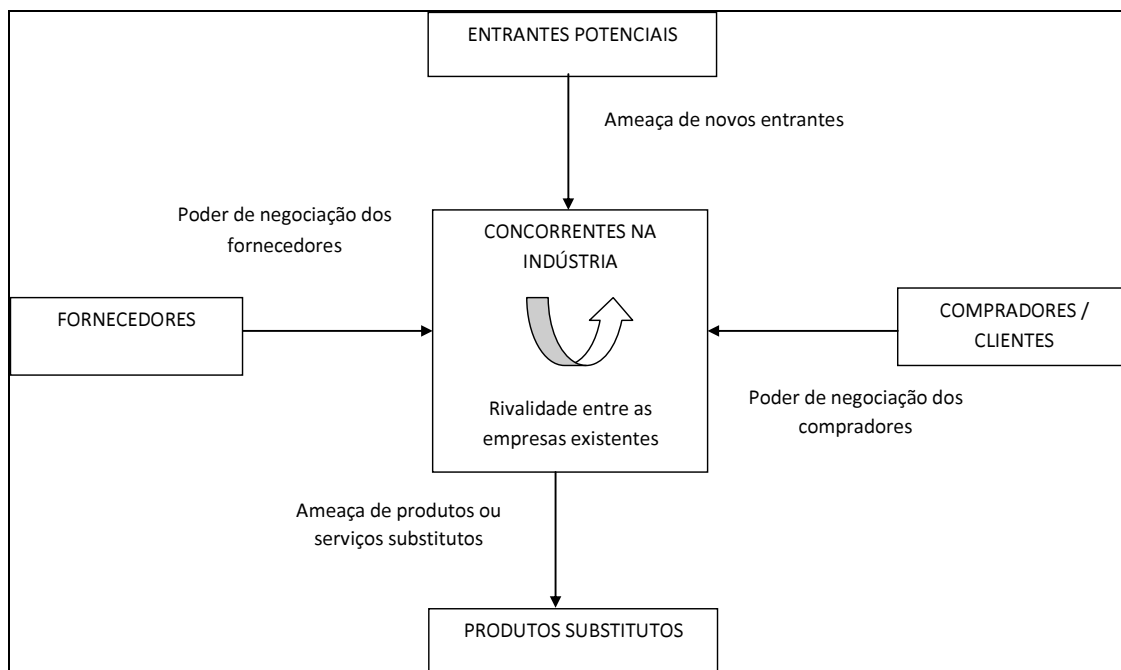 ENTRANTES POTENCIAIS
Ameaça de novos entrantes
Poder de negociação dos
fornecedores
CONCORRENTES NA
INDÚSTRIA
FORNECEDORES
COMPRADORES /
CLIENTES
Rivalidade entre as
empresas existentes
Poder de negociação dos
compradores
Ameaça de produtos ou
serviços substitutos
PRODUTOS SUBSTITUTOS